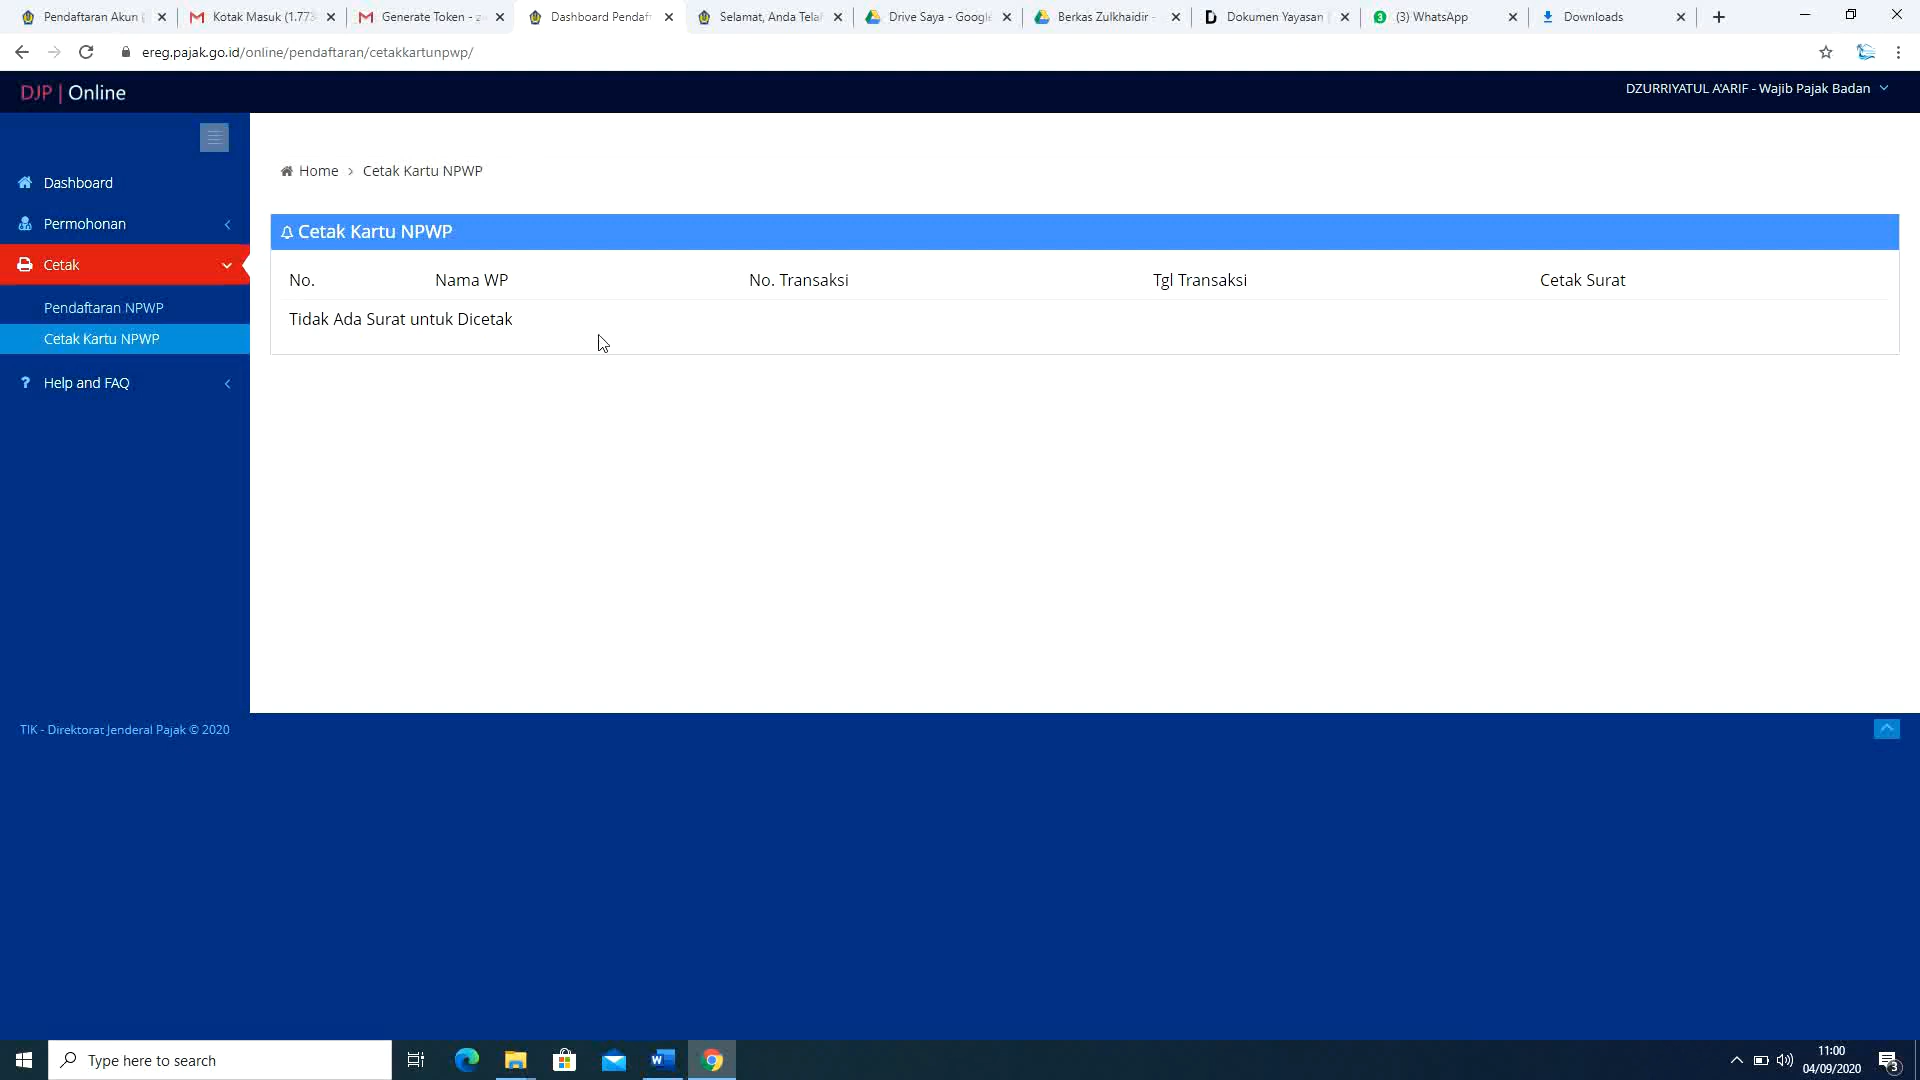 Pendaftaran Akun
Kotak Masuk (1.773
Generate Token - z
Dashboard Pendaft
Selamat, Anda Tela
Drive Saya - Google
Berkas Zulkhaidir -
Dokumen Yayasan
(3) WhatsApp
Downloads
ereg.pajak.go.id/online/pendaftaran/cetakkartunpwp/
DJP | Online
DZURRIYATUL A'ARIF - Wajib Pajak Badan
Dashboard
Permohonan
Cetak
Pendaftaran NPWP
Cetak Kartu NPWP
Help and FAQ
Home > Cetak Kartu NPWP
Cetak Kartu NPWP
No. Nama WP No. Transaksi Tgl Transaksi Cetak Surat
Tidak Ada Surat untuk Dicetak
TIK - Direktorat Jenderal Pajak © 2020
Type here to search
11:00
04/09/2020
3